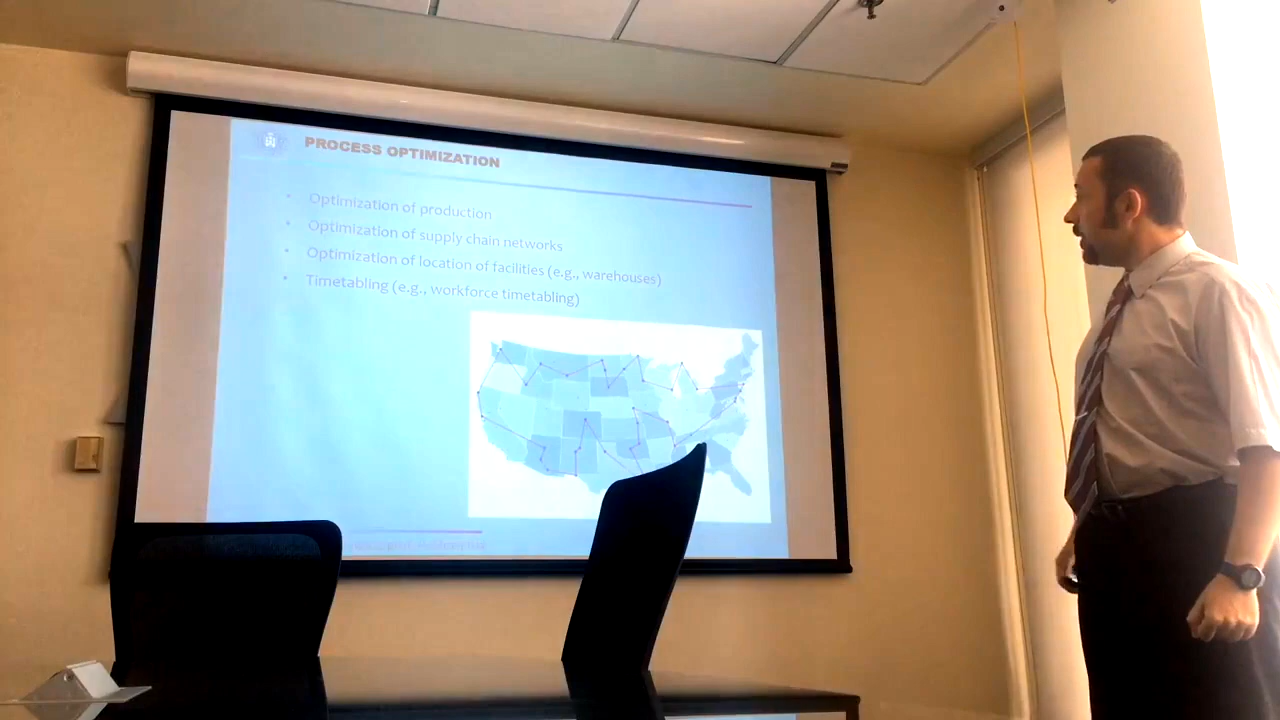 PROCESS OPTIMIZATION
• Optimization of production
• Optimization of supply chain networks
• Optimization of location of facilities (e.g., warehouses)
• Timetabling (e.g., workforce timetabling)